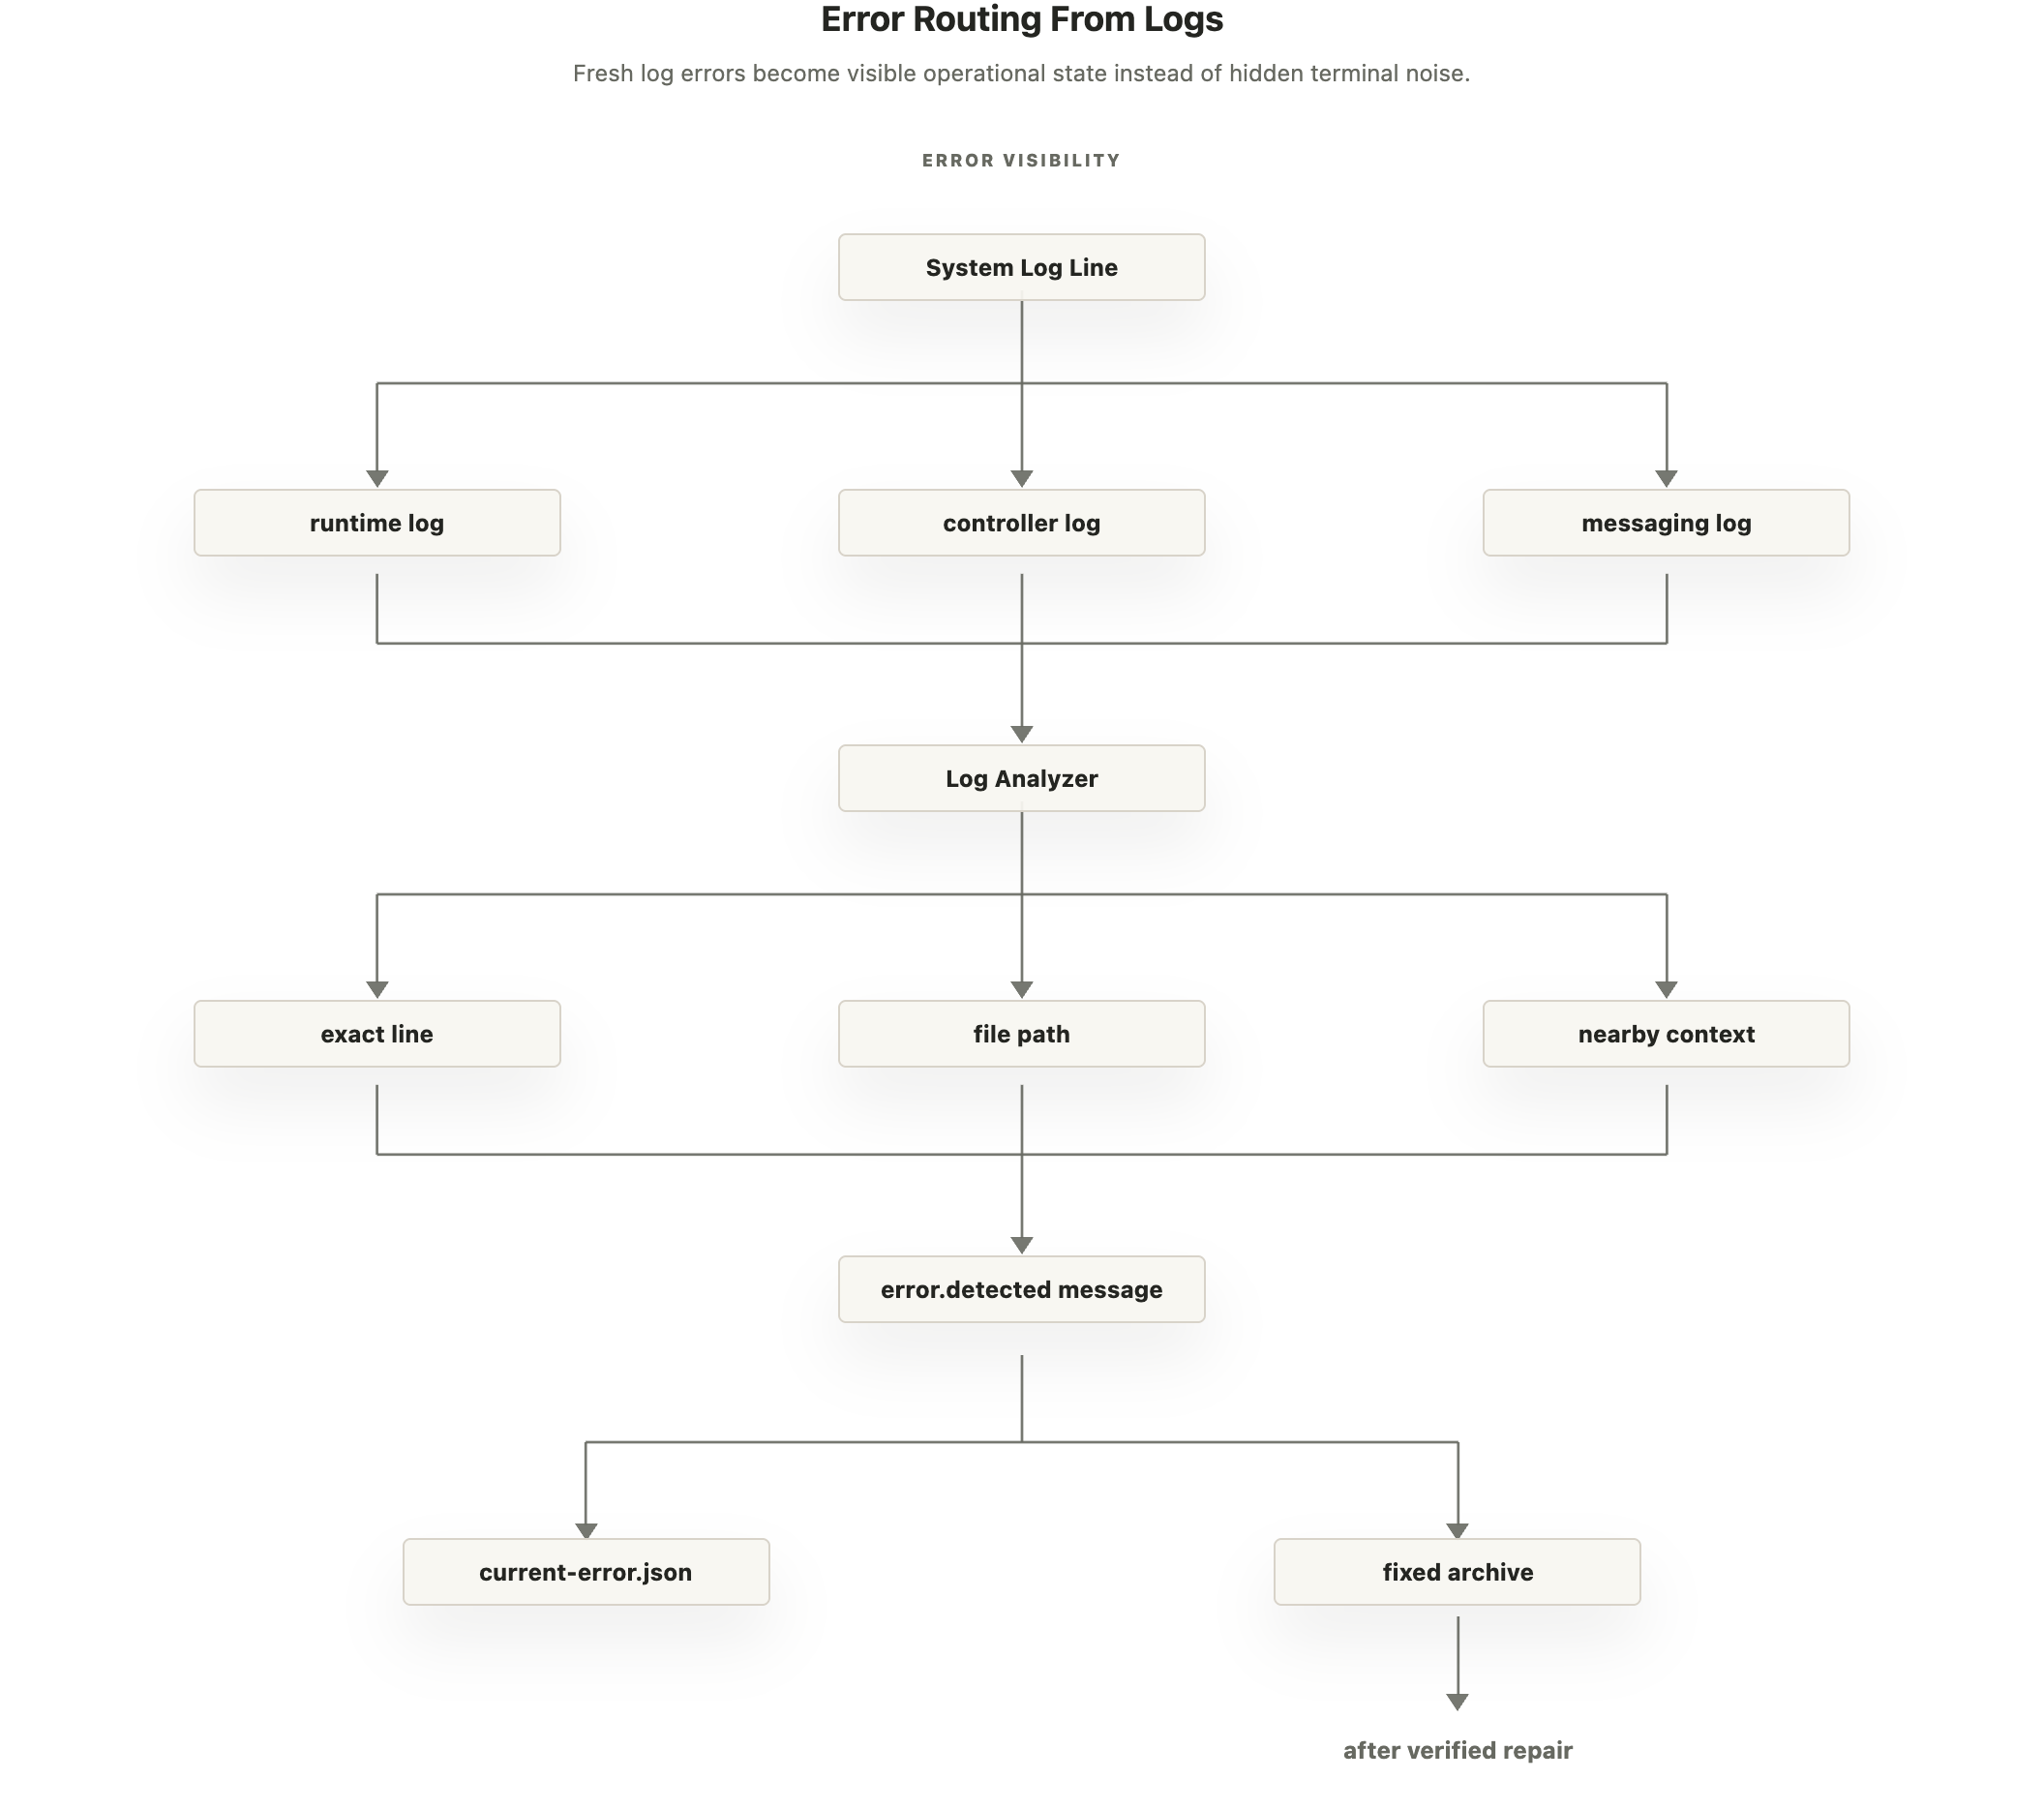 Error Routing From Logs
Fresh log errors become visible operational state instead of hidden terminal noise.
ERROR VISIBILITY
System Log Line
runtime log
controller log
messaging log
Log Analyzer
exact line
file path
nearby context
error.detected message
current-error.json
fixed archive
after verified repair